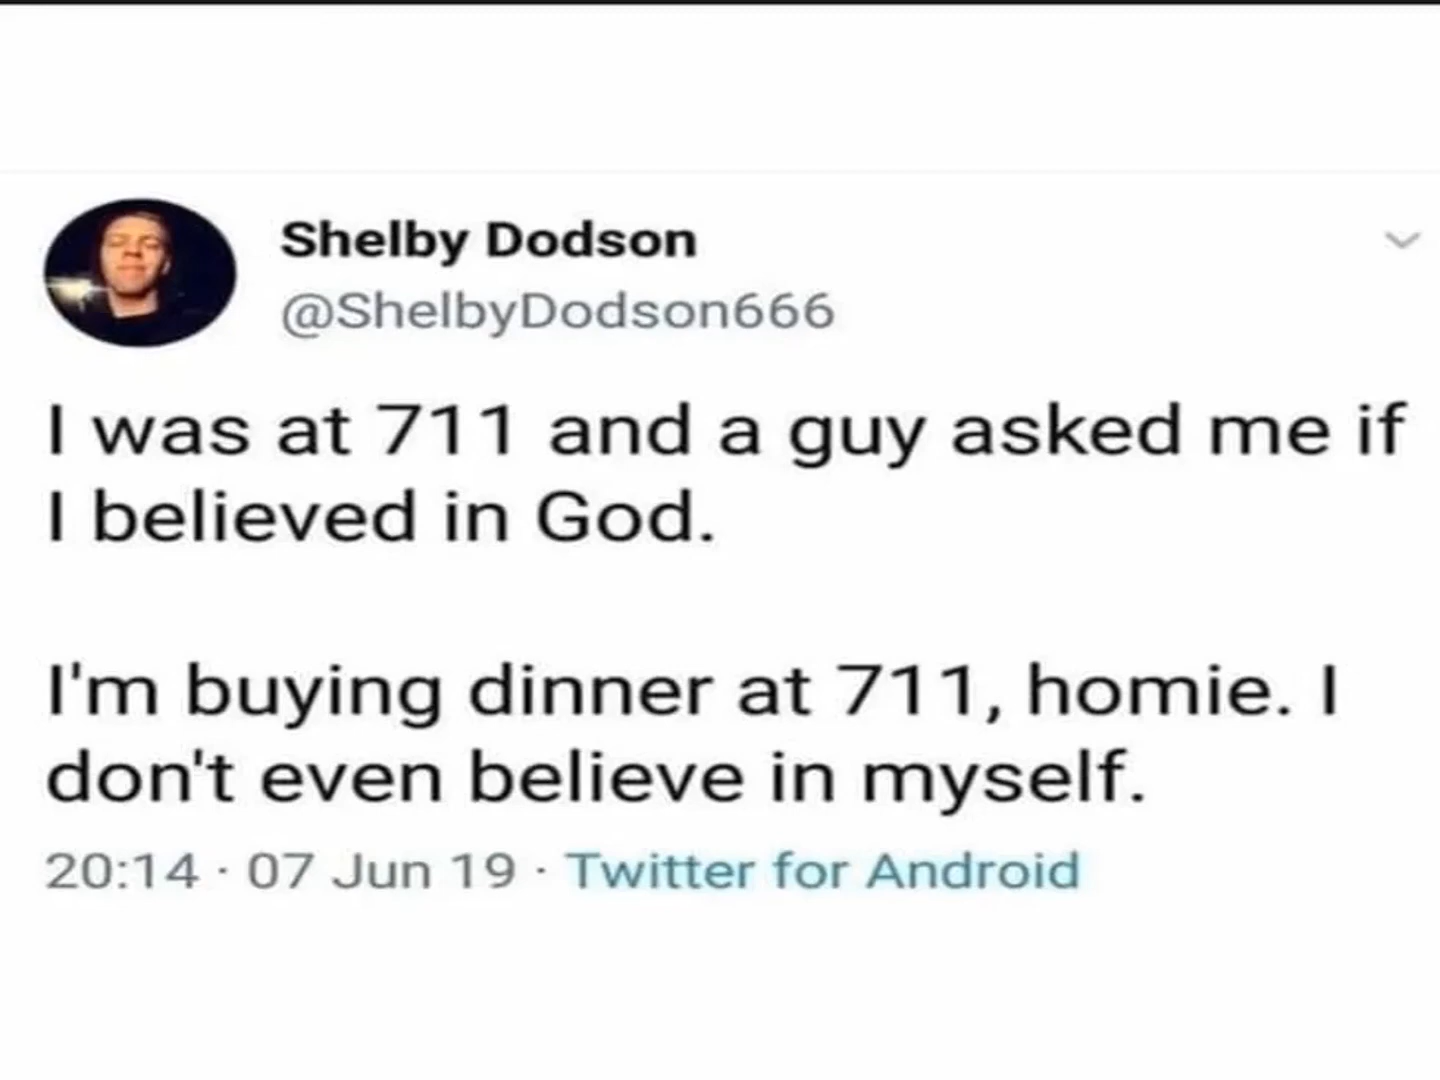 Shelby Dodson
@ShelbyDodson666
I was at 711 and a guy asked me if
I believed in God.
I'm buying dinner at 711, homie. I
don't even believe in myself.
20:14 · 07 Jun 19 · Twitter for Android